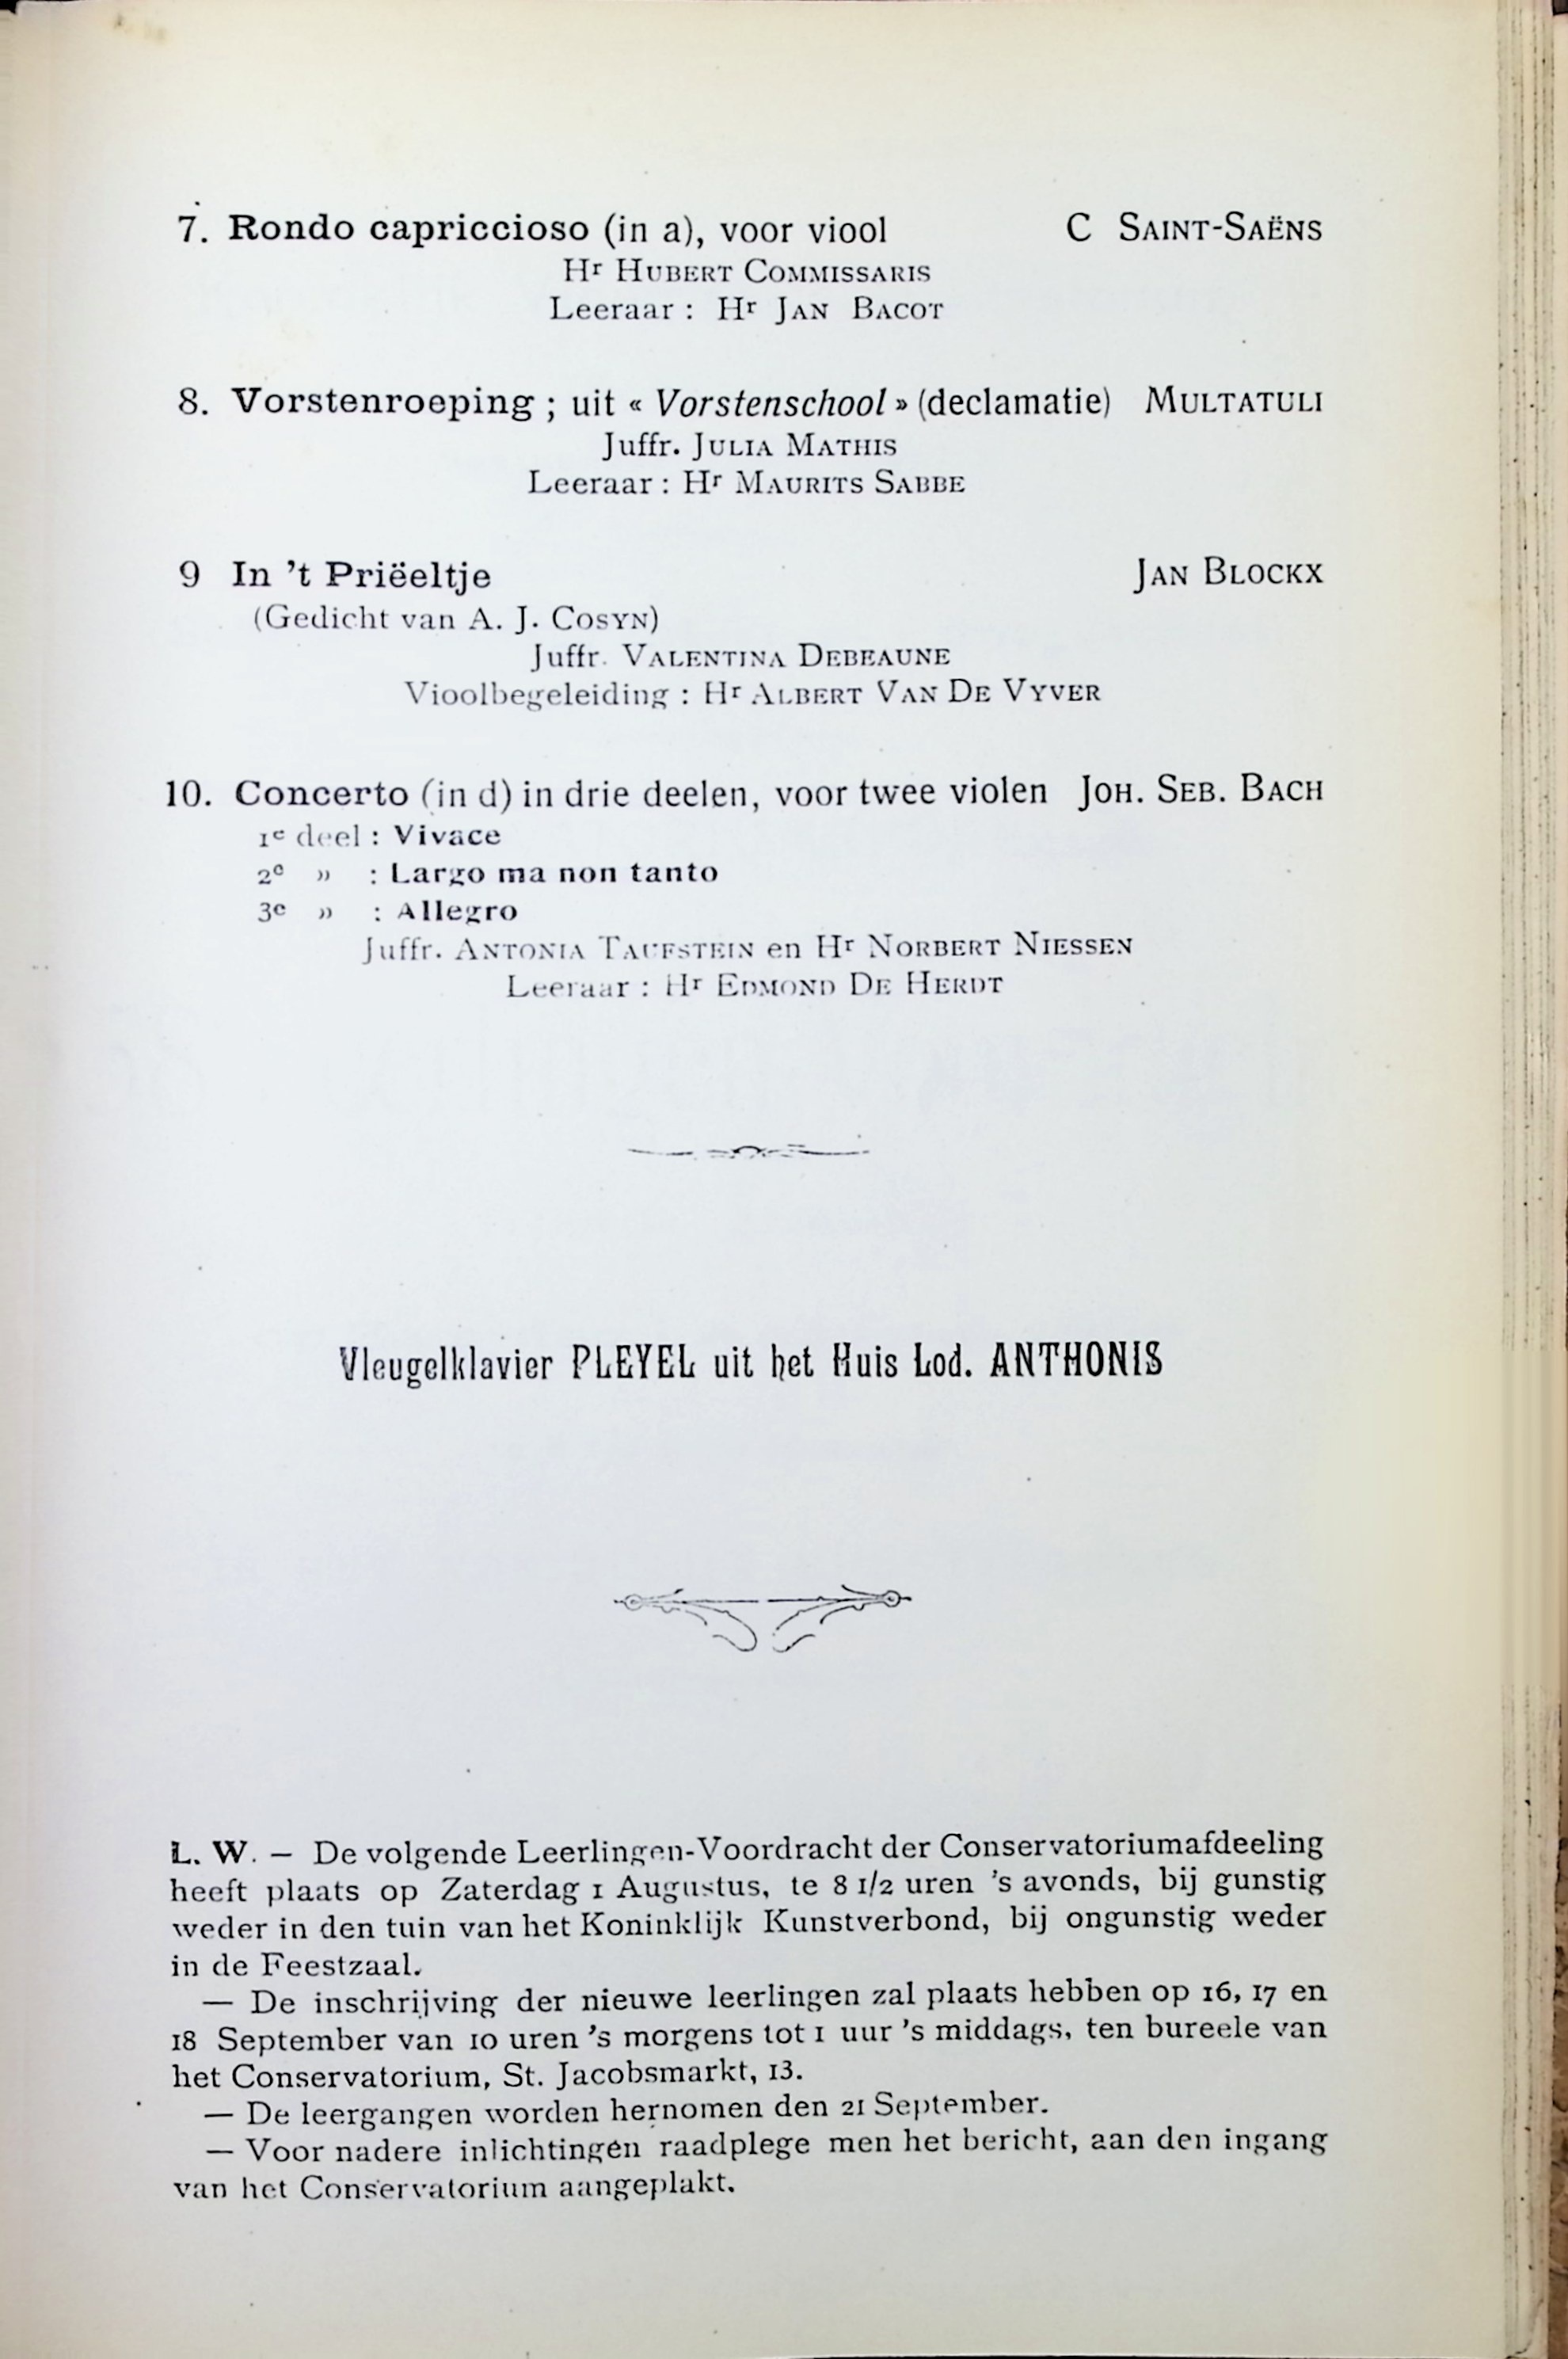 7. Rondo capriccioso (in a), voor viool C SAINT-SAËNS
Hr HUBERT COMMISSARIS
Leeraar : Hr JAN BACOT
8. Vorstenroeping ; uit « Vorstenschool » (declamatie) MULTATULI
Juffr. JULIA MATHIS
Leeraar : Hr MAURITS SABBE
9 In 't Priëeltje JAN BLOCKX
(Gedicht van A. J. COSYN)
Juffr. VALENTINA DEBEAUNE
Vioolbegeleiding : Hr ALBERT VAN DE VYVER
10. Concerto (in d) in drie deelen, voor twee violen JOH. SEB. BACH
1e deel : Vivace
2e » : Largo ma non tanto
3e » : Allegro
Juffr. ANTONIA TAUFSTEIN en Hr NORBERT NIESSEN
Leeraar : Hr EDMOND DE HERDT
Vleugelklavier PLEYEL uit het Huis Lod. ANTHONIS
L. W. — De volgende Leerlingen-Voordracht der Conservatoriumafdeeling
heeft plaats op Zaterdag 1 Augustus, te 8 1/2 uren 's avonds, bij gunstig
weder in den tuin van het Koninklijk Kunstverbond, bij ongunstig weder
in de Feestzaal.
— De inschrijving der nieuwe leerlingen zal plaats hebben op 16, 17 en
18 September van 10 uren 's morgens tot 1 uur 's middags, ten bureele van
het Conservatorium, St. Jacobsmarkt, 13.
— De leergangen worden hernomen den 21 September.
— Voor nadere inlichtingen raadplege men het bericht, aan den ingang
van het Conservatorium aangeplakt.